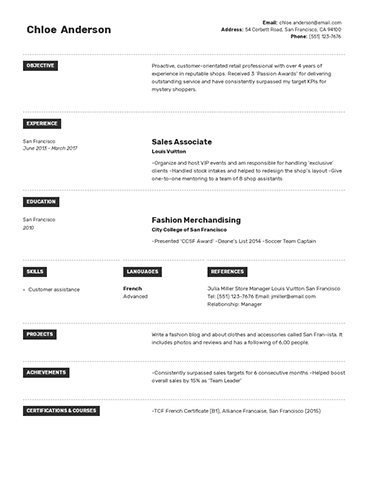 Chloe Anderson
Email: chloe.anderson@email.com
Address: 54 Corbett Road, San Francisco, CA 94100
Phone: (551) 123-7676
OBJECTIVE
Proactive, customer-orientated retail professional with over 4 years of
experience in reputable shops. Received 3 'Passion Awards' for delivering
outstanding service and have consistently surpassed my target KPIs for
mystery shoppers.
EXPERIENCE
San Francisco
June 2013 - March 2017
Sales Associate
Louis Vuitton
-Organize and host VIP events and am responsible for handling 'exclusive'
clients -Handled stock intakes and helped to redesign the shop's layout -Give
one-to-one mentoring to a team of 8 shop assistants
EDUCATION
San Francisco
2010
Fashion Merchandising
City College of San Francisco
-Presented "CCSF Award" -Dean's List 2014 -Soccer Team Captain
SKILLS
• Customer assistance
LANGUAGES
French
Advanced
REFERENCES
Julia Miller Store Manager Louis Vuitton San Francisco
Tel: (551) 123-7676 Email: jmiller@email.com
Relationship: Manager
PROJECTS
Write a fashion blog and about clothes and accessories called San Fran-ista. It
includes photos and reviews and has a following of 6,00 people.
ACHIEVEMENTS
-Consistently surpassed sales targets for 6 consecutive months -Helped boost
overall sales by 15% as 'Team Leader'
CERTIFICATIONS & COURSES
-TCF French Certificate (B1), Alliance Francaise, San Francisco (2015)